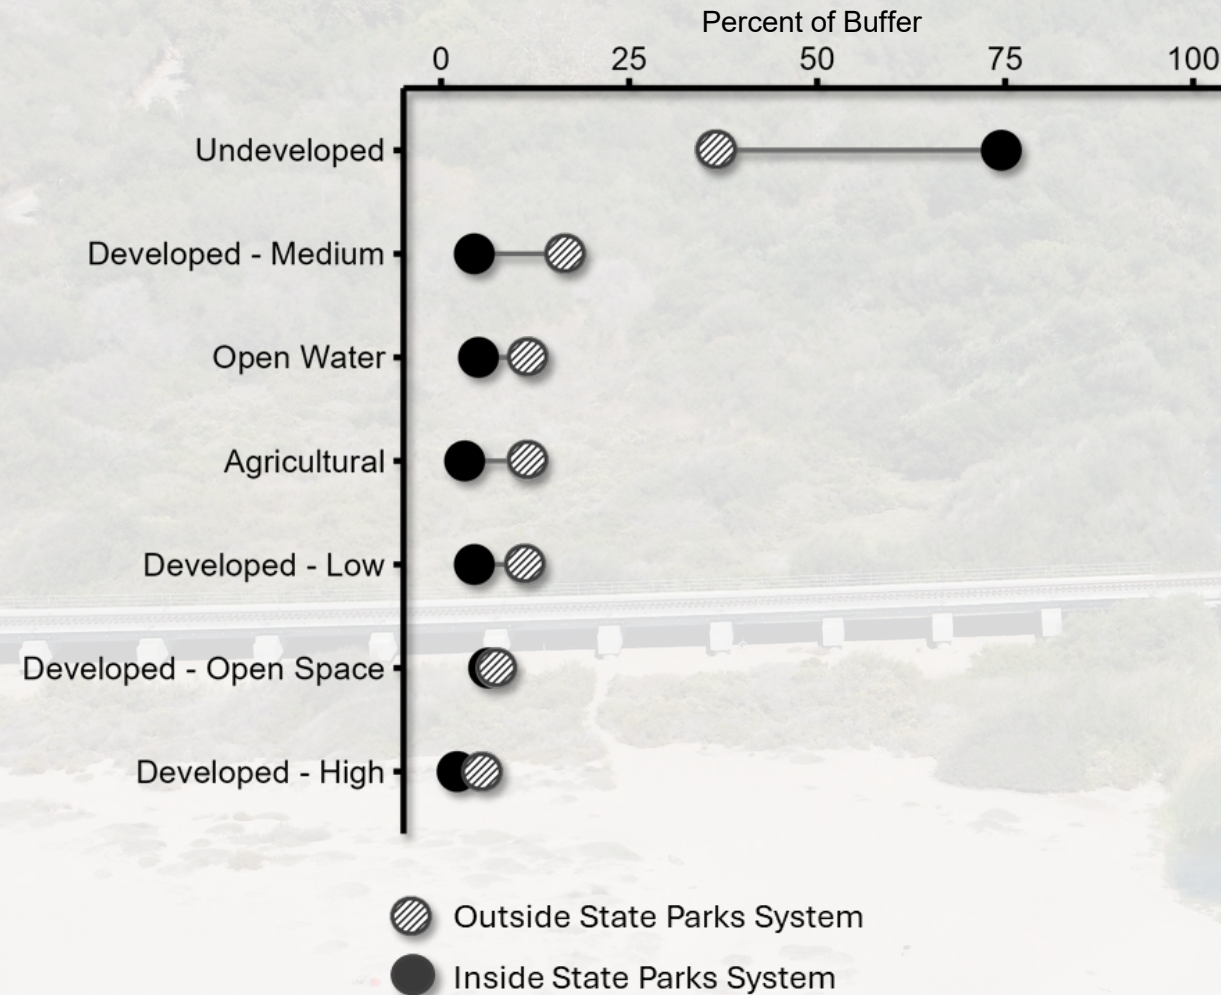 Percent of Buffer
0 25 50 75 100
Undeveloped
Developed - Medium
Open Water
Agricultural
Developed - Low
Developed - Open Space
Developed - High
Outside State Parks System
Inside State Parks System